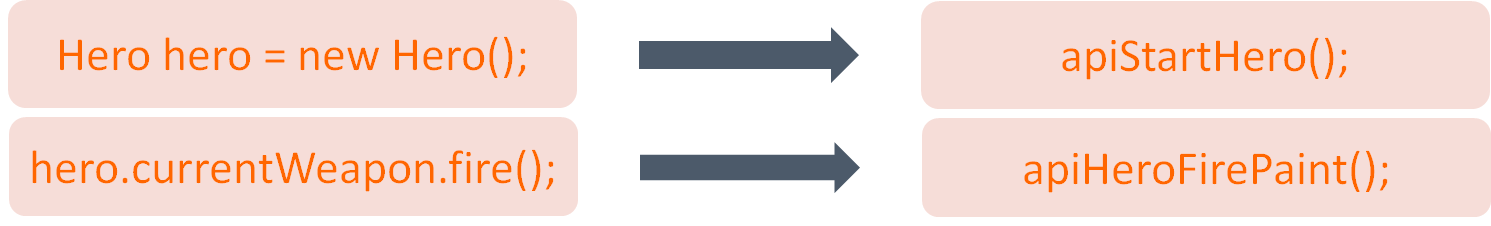 Hero hero = new Hero();
apiStartHero();
hero.currentWeapon.fire();
apiHeroFirePaint();